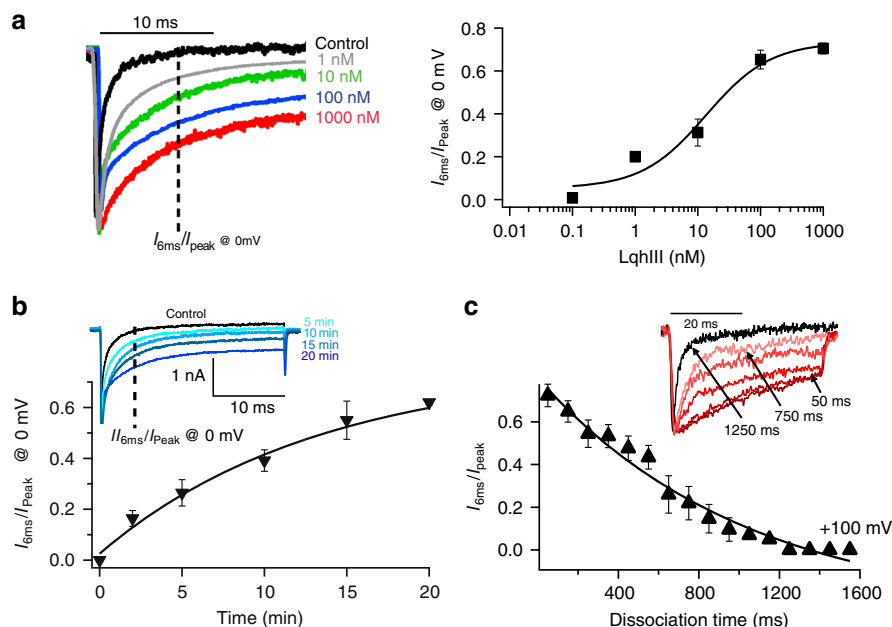 a
10 ms
Control
1 nM
10 nM
100 nM
1000 nM
I6ms/Ipeak @ 0mV
I6ms/IPeak @ 0 mV
0.8
0.6
0.4
0.2
0.0
0.01 0.1 1 10 100 1000
LqhIII (nM)
b
Control
5 min
10 min
15 min
20 min
1 nA
10 ms
II6ms/IPeak @ 0 mV
I6ms/IPeak @ 0 mV
0.6
0.4
0.2
0.0
0 5 10 15 20
Time (min)
c
20 ms
50 ms
750 ms
1250 ms
I6ms/Ipeak
0.6
0.4
0.2
0.0
+100 mV
400 800 1200 1600
Dissociation time (ms)